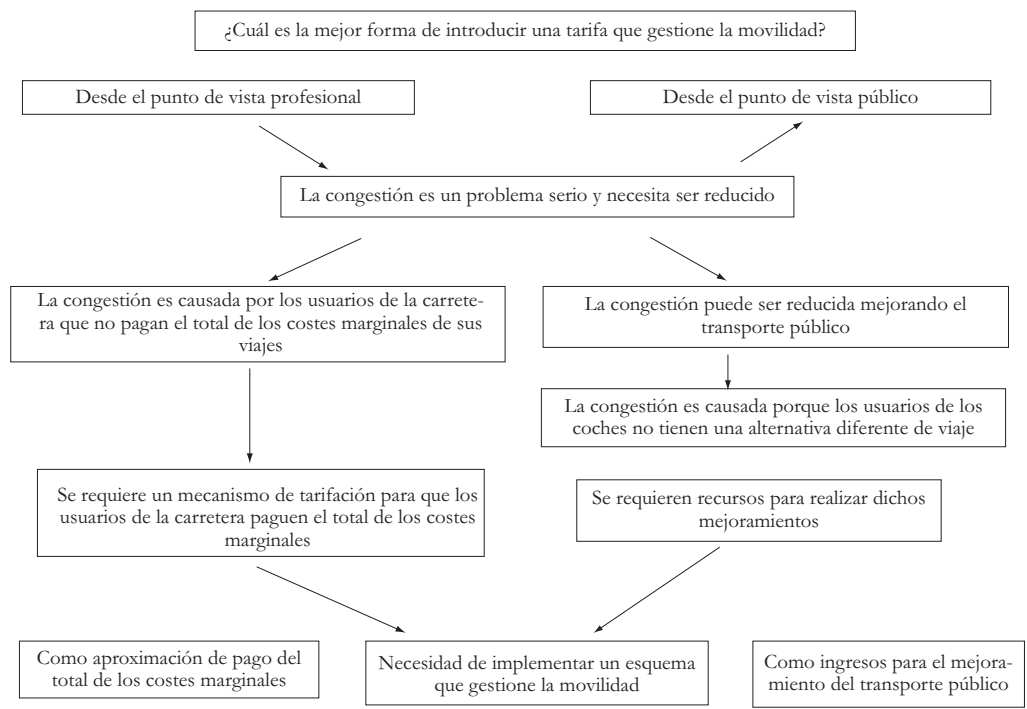 ¿Cuál es la mejor forma de introducir una tarifa que gestione la movilidad?
Desde el punto de vista profesional
Desde el punto de vista público
La congestión es un problema serio y necesita ser reducido
La congestión es causada por los usuarios de la carrete-
ra que no pagan el total de los costes marginales de sus
viajes
La congestión puede ser reducida mejorando el
transporte público
La congestión es causada porque los usuarios de los
coches no tienen una alternativa diferente de viaje
Se requiere un mecanismo de tarifación para que los
usuarios de la carretera paguen el total de los costes
marginales
Se requieren recursos para realizar dichos
mejoramientos
Como aproximación de pago del
total de los costes marginales
Necesidad de implementar un esquema
que gestione la movilidad
Como ingresos para el mejora-
miento del transporte público